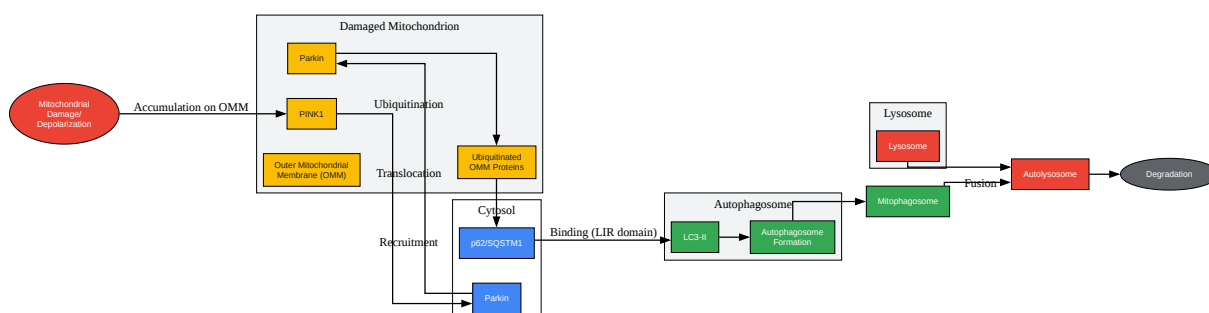 Damaged Mitochondrion
Parkin
Mitochondrial
Damage/
Depolarization
Accumulation on OMM
PINK1
Ubiquitination
Outer Mitochondrial
Membrane (OMM)
Translocation
Ubiquitinated
OMM Proteins
Cytosol
Recruitment
p62/SQSTM1
Parkin
Binding (LIR domain)
Autophagosome
LC3-II
Autophagosome
Formation
Lysosome
Lysosome
Mitophagosome
Fusion
Autolysosome
Degradation